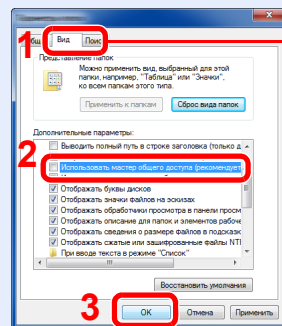 1
Вид
Поис
Представление папок
Можно применить вид, выбранный для этой
папки, например, "Таблица" или "Значки",
ко всем папкам этого типа.
Применить к папкам
Сброс вида папок
Дополнительные параметры:
Выводить полный путь в строке заголовка (только д
2
Использовать мастер общего доступа (рекомендует
Отображать буквы дисков
Отображать значки файлов на эскизах
Отображать обработчики просмотра в панели просм
Отображать описание для папок и элементов рабоче
Отображать сведения о размере файлов в подсказк
Отображать сжатые или зашифрованные файлы NTI
При вводе текста в режиме "Список"
Восстановить умолчания
3
OK
Отмена
Применить